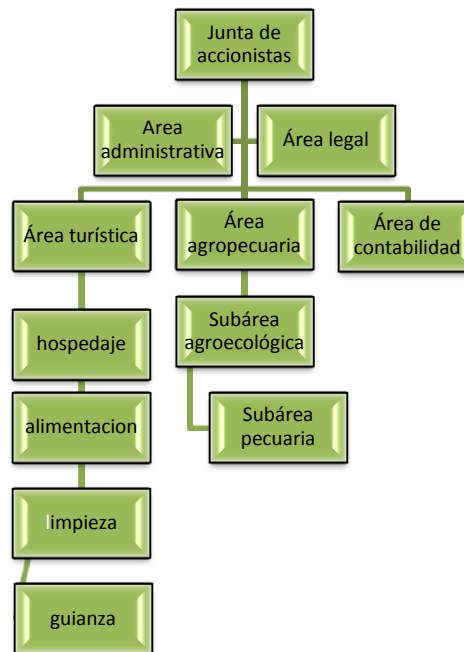 Junta de
accionistas
Area
administrativa
Área legal
Área turística
Área
agropecuaria
Área de
contabilidad
hospedaje
Subárea
agroecológica
alimentacion
Subárea
pecuaria
limpieza
guianza